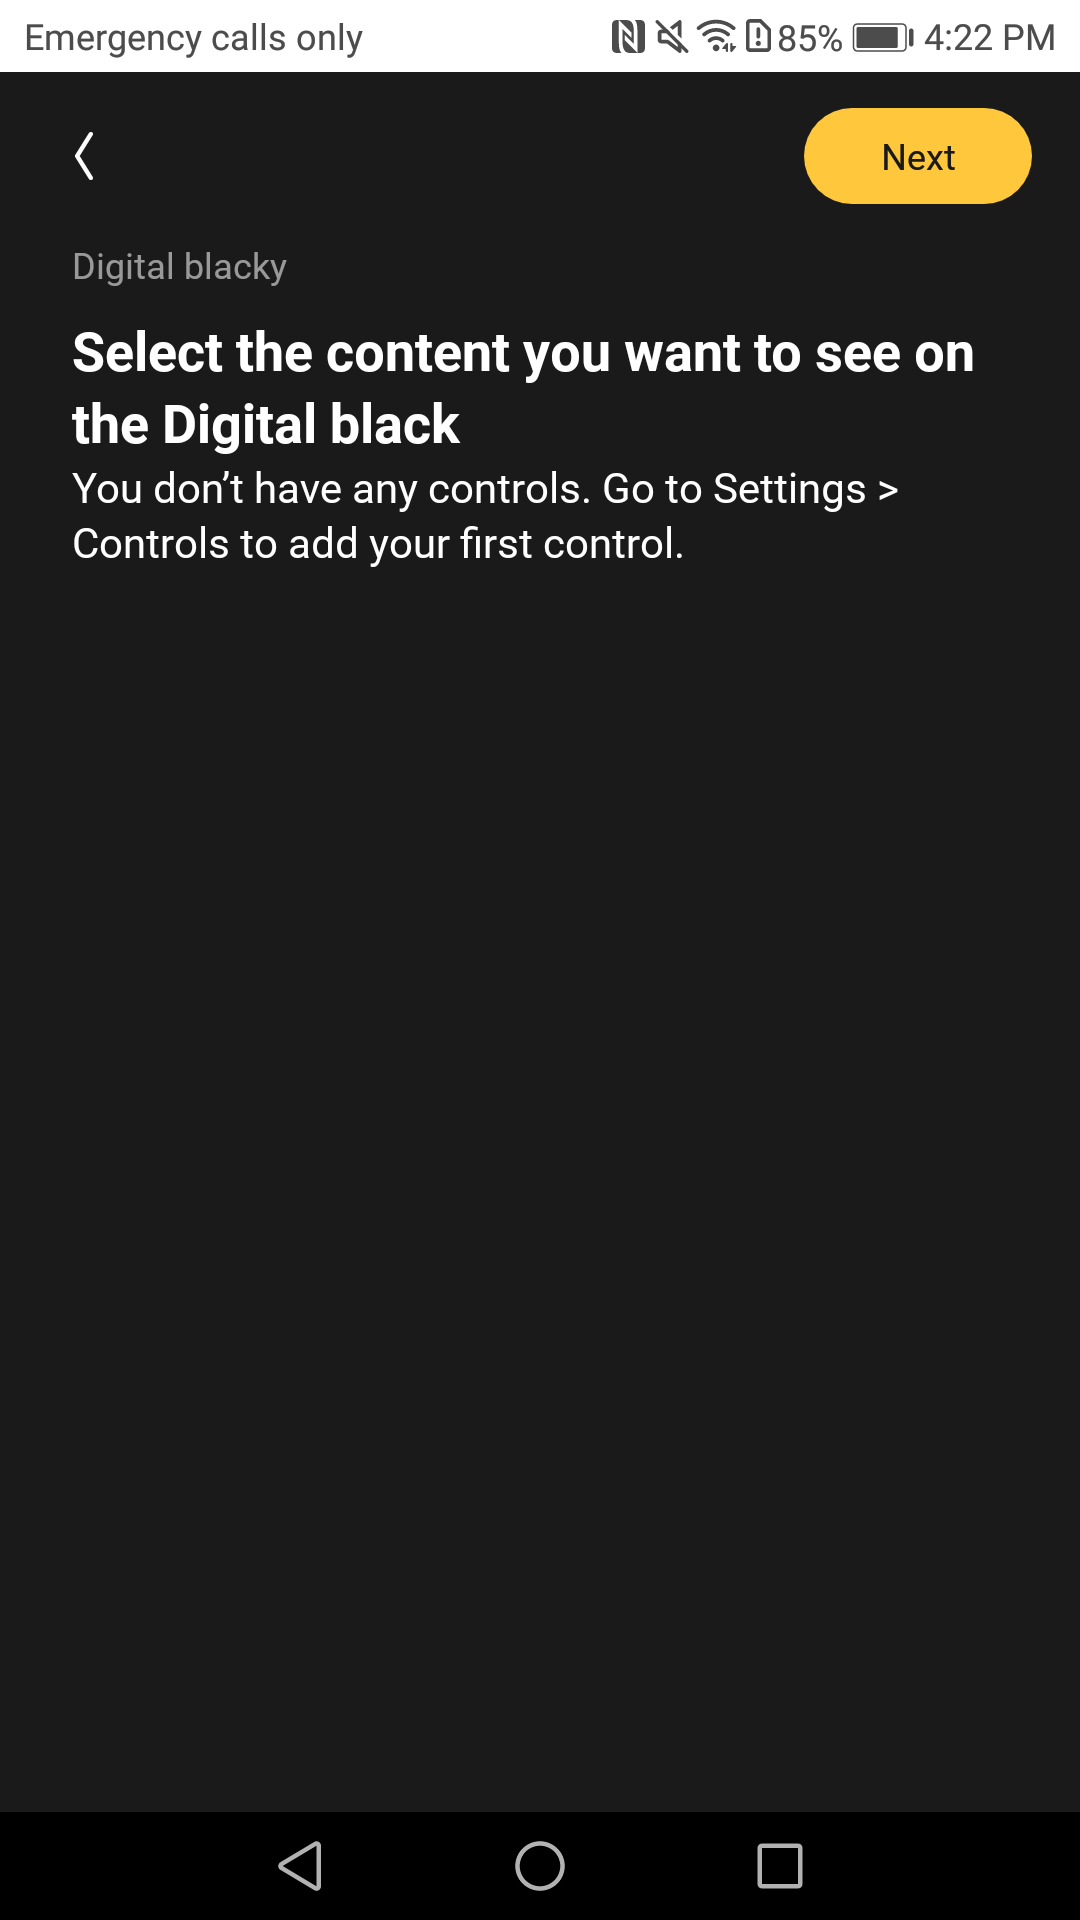 Emergency calls only 85% 4:22 PM
Next
Digital blacky
Select the content you want to see on
the Digital black
You don’t have any controls. Go to Settings >
Controls to add your first control.